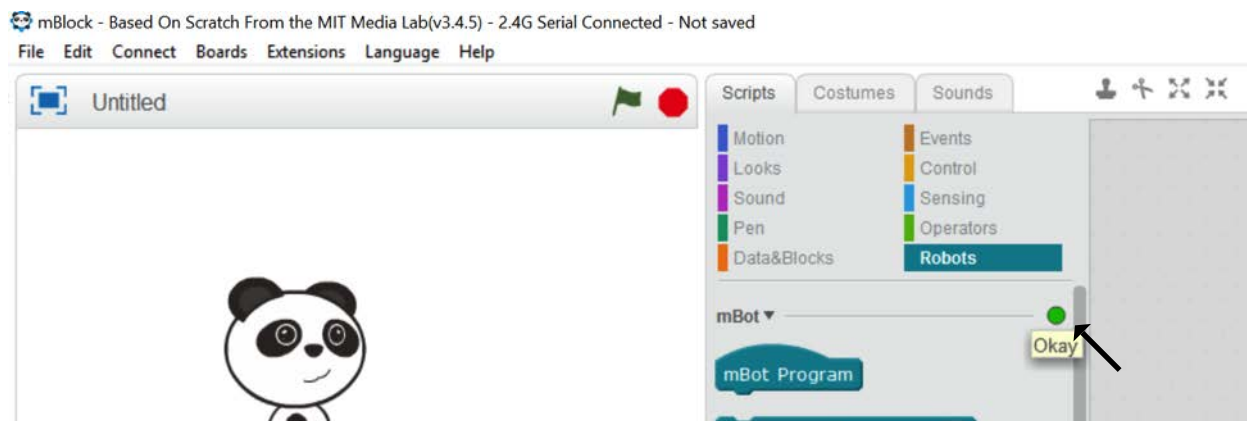 mBlock - Based On Scratch From the MIT Media Lab(v3.4.5) - 2.4G Serial Connected - Not saved
File Edit Connect Boards Extensions Language Help
Untitled
Scripts Costumes Sounds
Motion Events
Looks Control
Sound Sensing
Pen Operators
Data&Blocks Robots
mBot
Okay
mBot Program